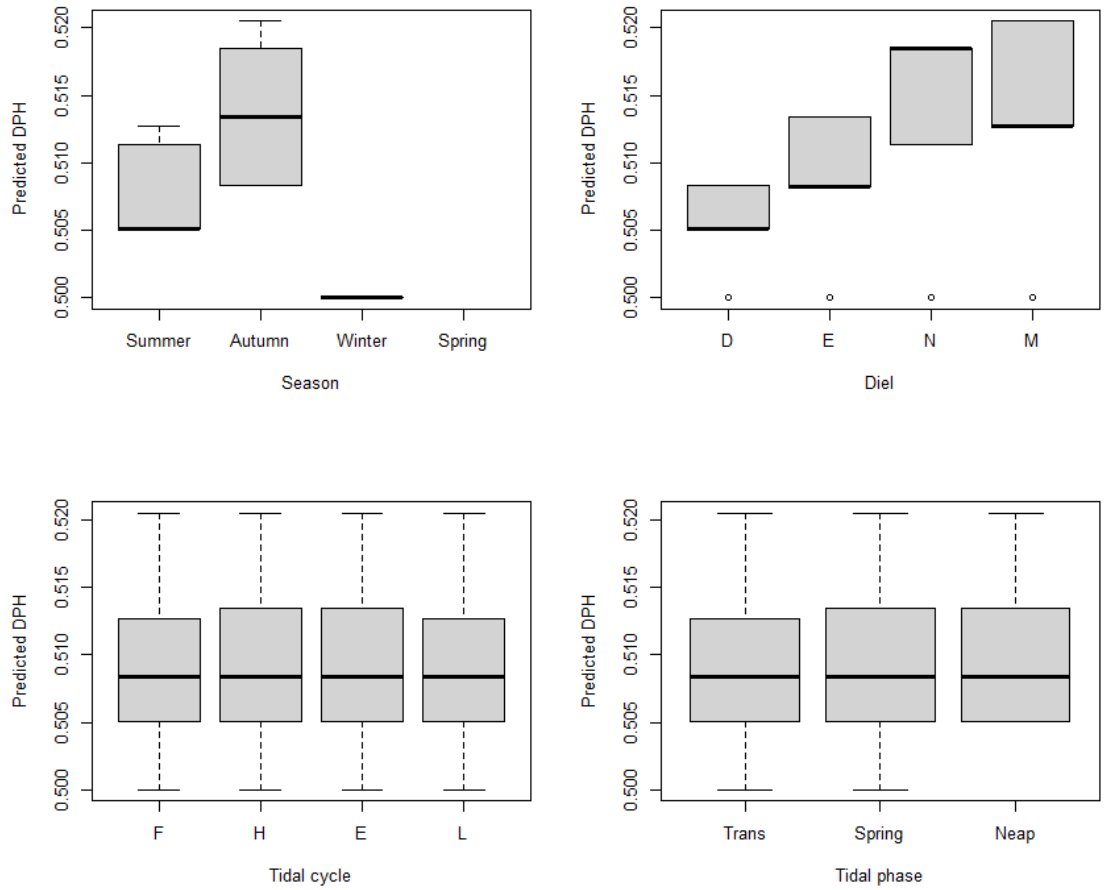 Predicted DPH
0.520
0.515
0.510
0.505
0.500
Summer Autumn Winter Spring
Season
Predicted DPH
0.520
0.515
0.510
0.505
0.500
D E N M
Diel
Predicted DPH
0.520
0.515
0.510
0.505
0.500
F H E L
Tidal cycle
Predicted DPH
0.520
0.515
0.510
0.505
0.500
Trans Spring Neap
Tidal phase